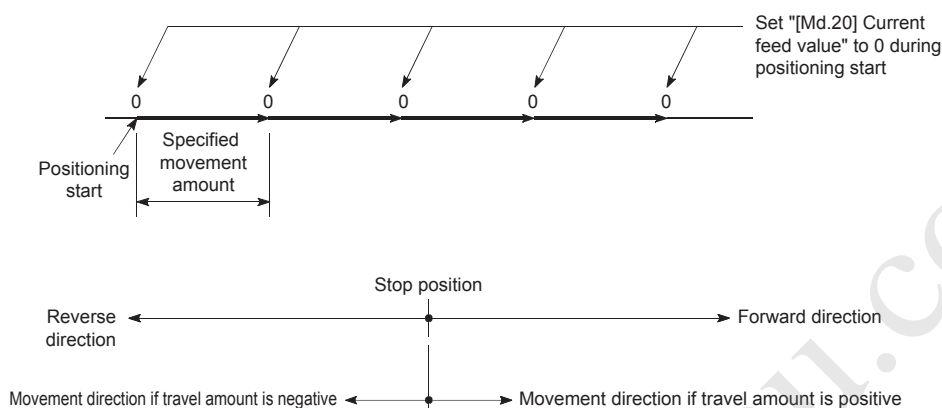 Set "[Md.20] Current
feed value" to 0 during
positioning start
0 0 0 0 0
Positioning
start
Specified
movement
amount
Stop position
Reverse
direction
Forward direction
Movement direction if travel amount is negative
Movement direction if travel amount is positive